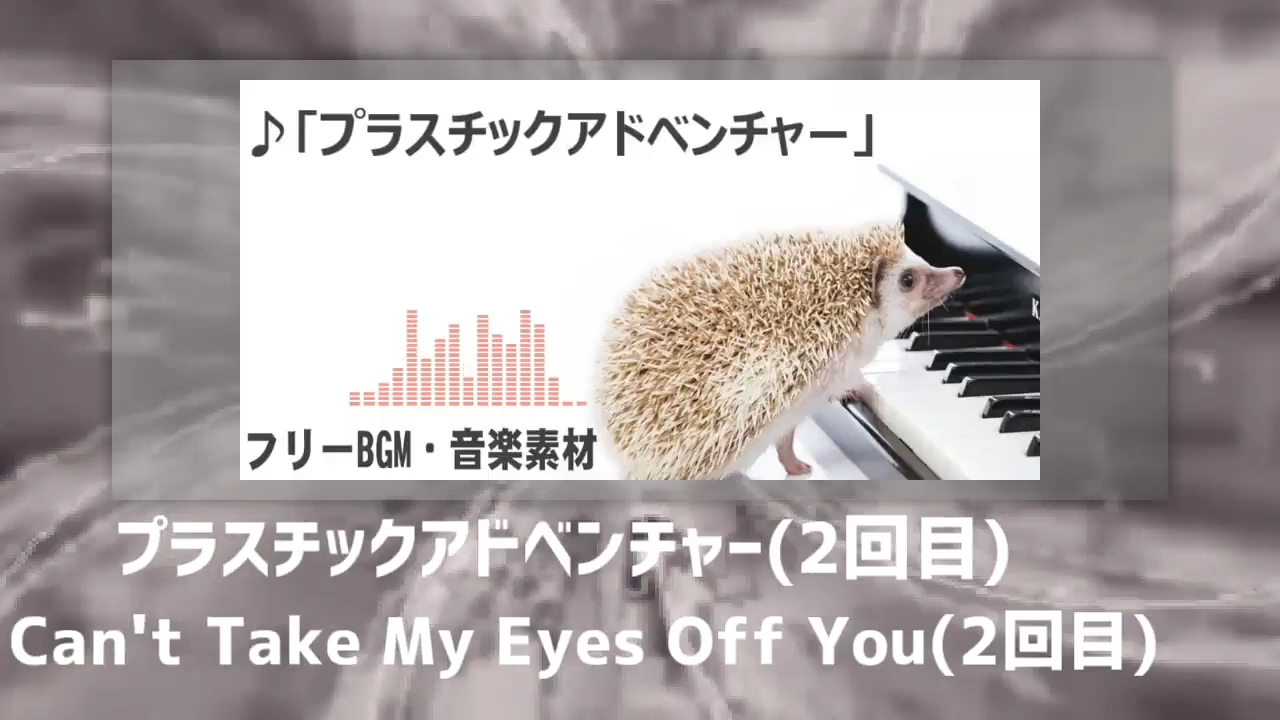 ♪「プラスチックアドベンチャー」
K
フリーBGM・音楽素材
プラスチックアドベンチャー(2回目)
Can't Take My Eyes Off You(2回目)